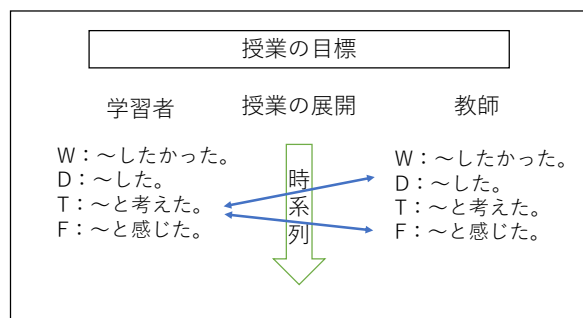 授業の目標
学習者
授業の展開
教師
W：～したかった。
D：～した。
T：～と考えた。
F：～と感じた。
時系列
W：～したかった。
D：～した。
T：～と考えた。
F：～と感じた。